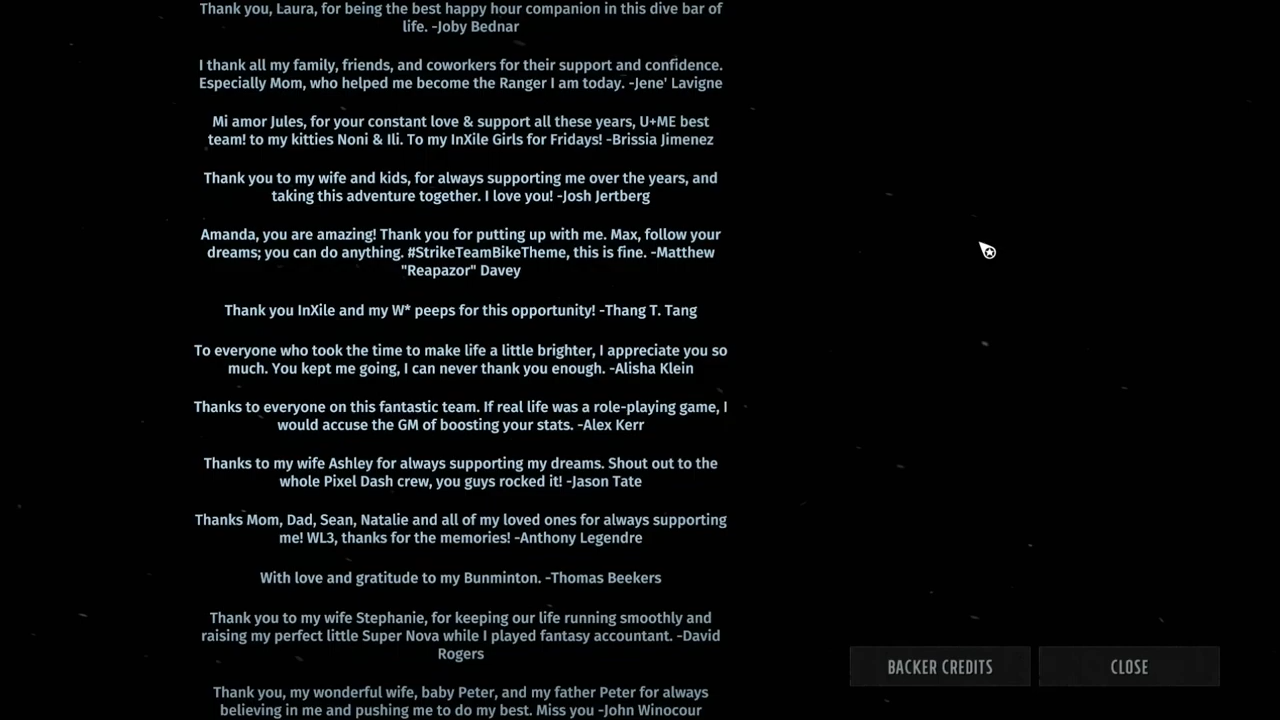 Thank you, Laura, for being the best happy hour companion in this dive bar of
life. -Joby Bednar
I thank all my family, friends, and coworkers for their support and confidence.
Especially Mom, who helped me become the Ranger I am today. -Jene' Lavigne
Mi amor Jules, for your constant love & support all these years, U+ME best
team! to my kitties Noni & Ili. To my InXile Girls for Fridays! -Brissia Jimenez
Thank you to my wife and kids, for always supporting me over the years, and
taking this adventure together. I love you! -Josh Jertberg
Amanda, you are amazing! Thank you for putting up with me. Max, follow your
dreams; you can do anything. #StrikeTeamBikeTheme, this is fine. -Matthew
"Reapazor" Davey
Thank you InXile and my W* peeps for this opportunity! -Thang T. Tang
To everyone who took the time to make life a little brighter, I appreciate you so
much. You kept me going, I can never thank you enough. -Alisha Klein
Thanks to everyone on this fantastic team. If real life was a role-playing game, I
would accuse the GM of boosting your stats. -Alex Kerr
Thanks to my wife Ashley for always supporting my dreams. Shout out to the
whole Pixel Dash crew, you guys rocked it! -Jason Tate
Thanks Mom, Dad, Sean, Natalie and all of my loved ones for always supporting
me! WL3, thanks for the memories! -Anthony Legendre
With love and gratitude to my Bunminton. -Thomas Beekers
Thank you to my wife Stephanie, for keeping our life running smoothly and
raising my perfect little Super Nova while I played fantasy accountant. -David
Rogers
Thank you, my wonderful wife, baby Peter, and my father Peter for always
believing in me and pushing me to do my best. Miss you -John Winocour
BACKER CREDITS
CLOSE